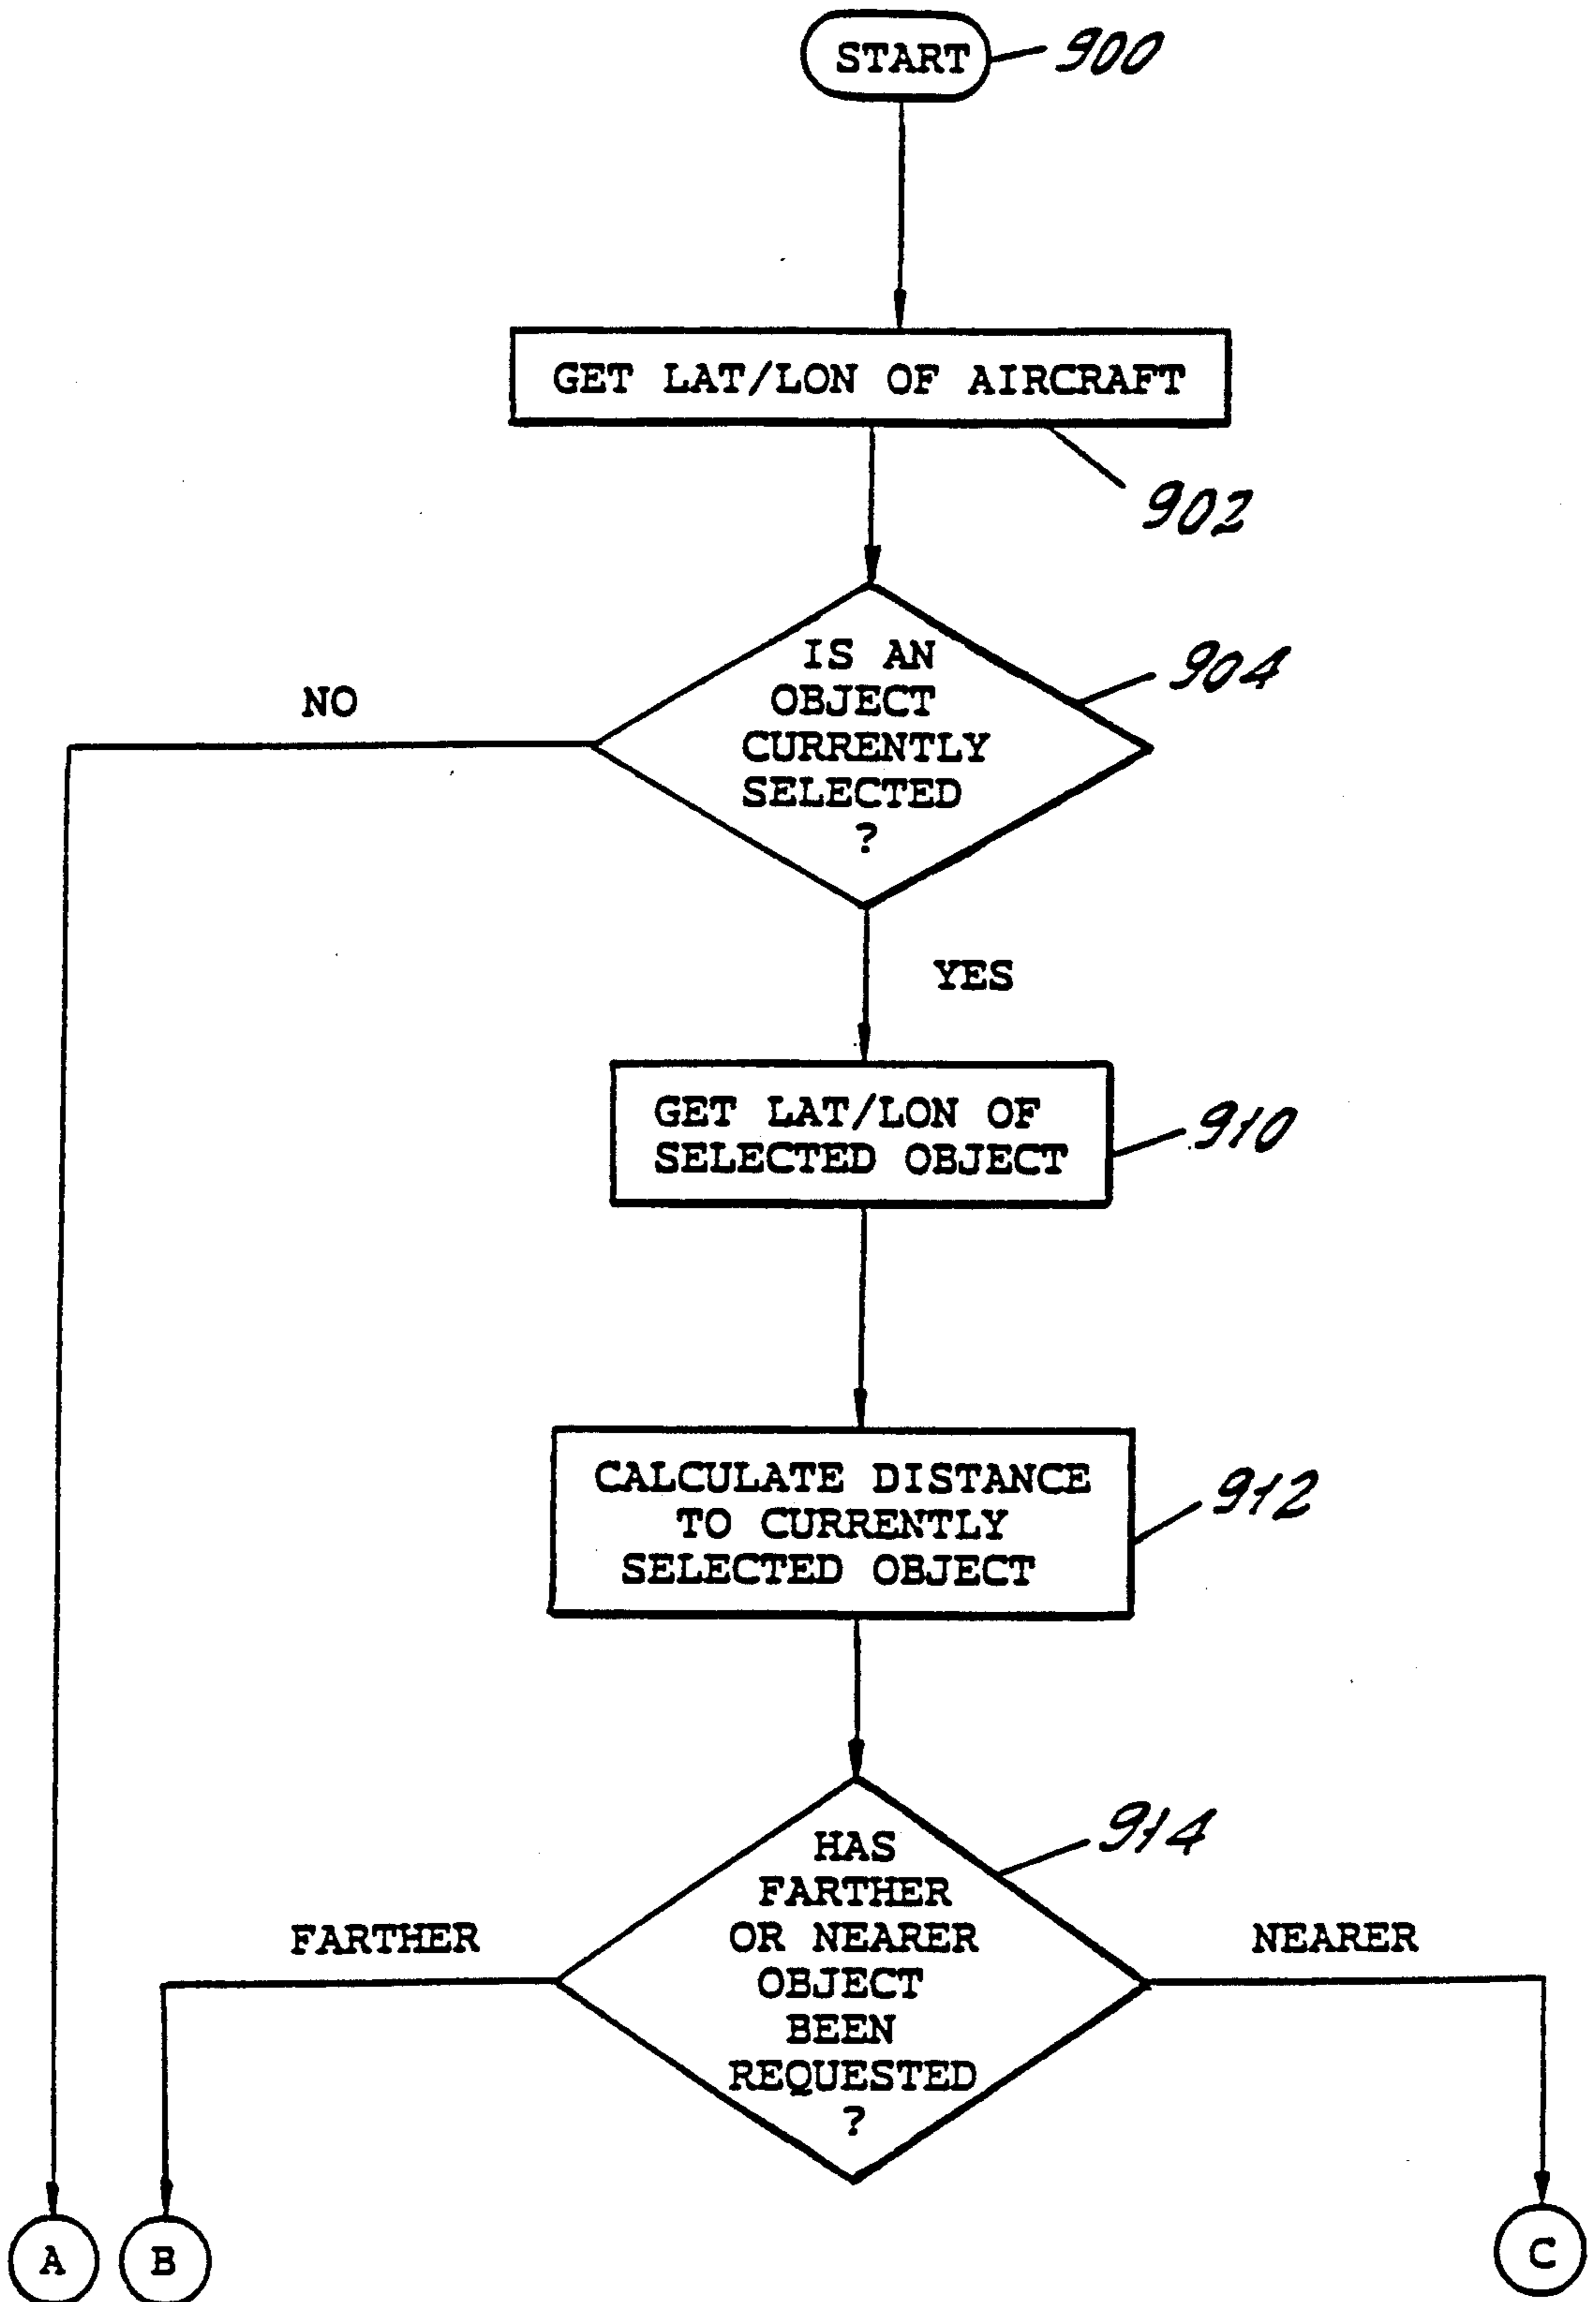 START
900
GET LAT/LON OF AIRCRAFT
902
IS AN
OBJECT
CURRENTLY
SELECTED
?
904
NO
YES
GET LAT/LON OF
SELECTED OBJECT
910
CALCULATE DISTANCE
TO CURRENTLY
SELECTED OBJECT
912
HAS
FARTHER
OR NEARER
OBJECT
BEEN
REQUESTED
?
914
FARTHER
NEARER
A
B
C